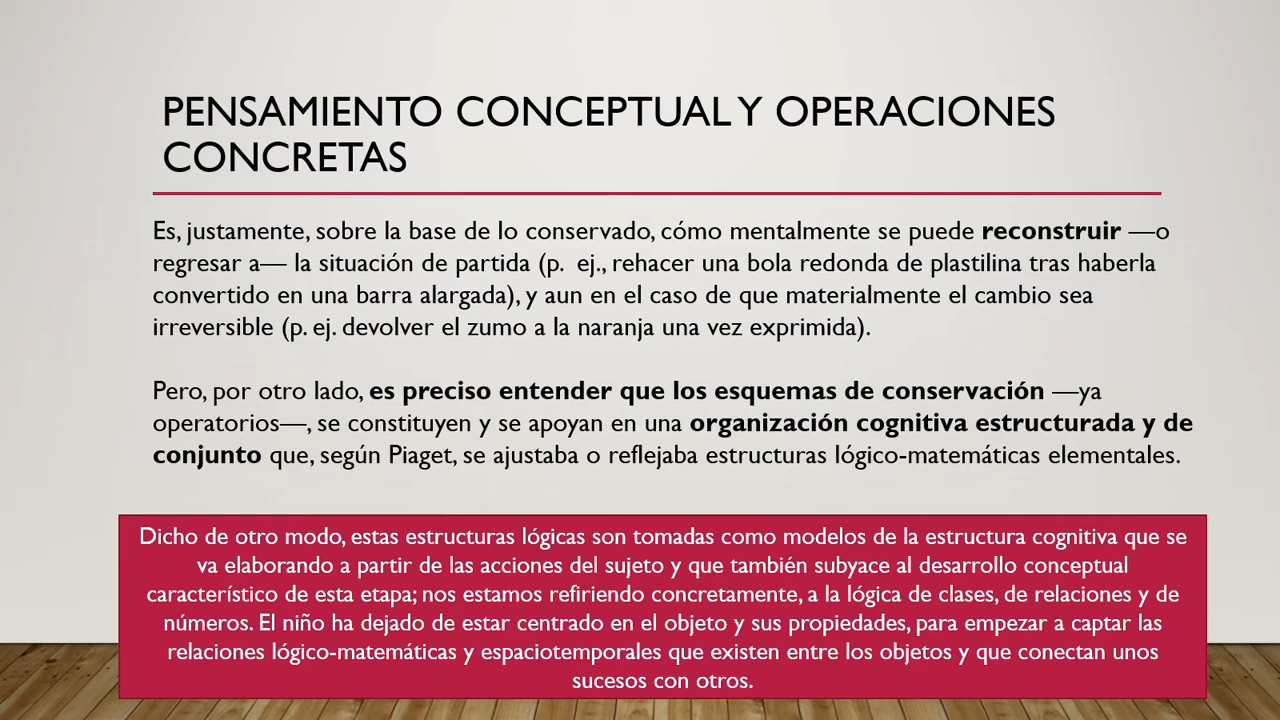 PENSAMIENTO CONCEPTUAL Y OPERACIONES
CONCRETAS
Es, justamente, sobre la base de lo conservado, cómo mentalmente se puede reconstruir —o
regresar a— la situación de partida (p. ej., rehacer una bola redonda de plastilina tras haberla
convertido en una barra alargada), y aun en el caso de que materialmente el cambio sea
irreversible (p. ej. devolver el zumo a la naranja una vez exprimida).
Pero, por otro lado, es preciso entender que los esquemas de conservación —ya
operatorios—, se constituyen y se apoyan en una organización cognitiva estructurada y de
conjunto que, según Piaget, se ajustaba o reflejaba estructuras lógico-matemáticas elementales.
Dicho de otro modo, estas estructuras lógicas son tomadas como modelos de la estructura cognitiva que se
va elaborando a partir de las acciones del sujeto y que también subyace al desarrollo conceptual
característico de esta etapa; nos estamos refiriendo concretamente, a la lógica de clases, de relaciones y de
números. El niño ha dejado de estar centrado en el objeto y sus propiedades, para empezar a captar las
relaciones lógico-matemáticas y espaciotemporales que existen entre los objetos y que conectan unos
sucesos con otros.